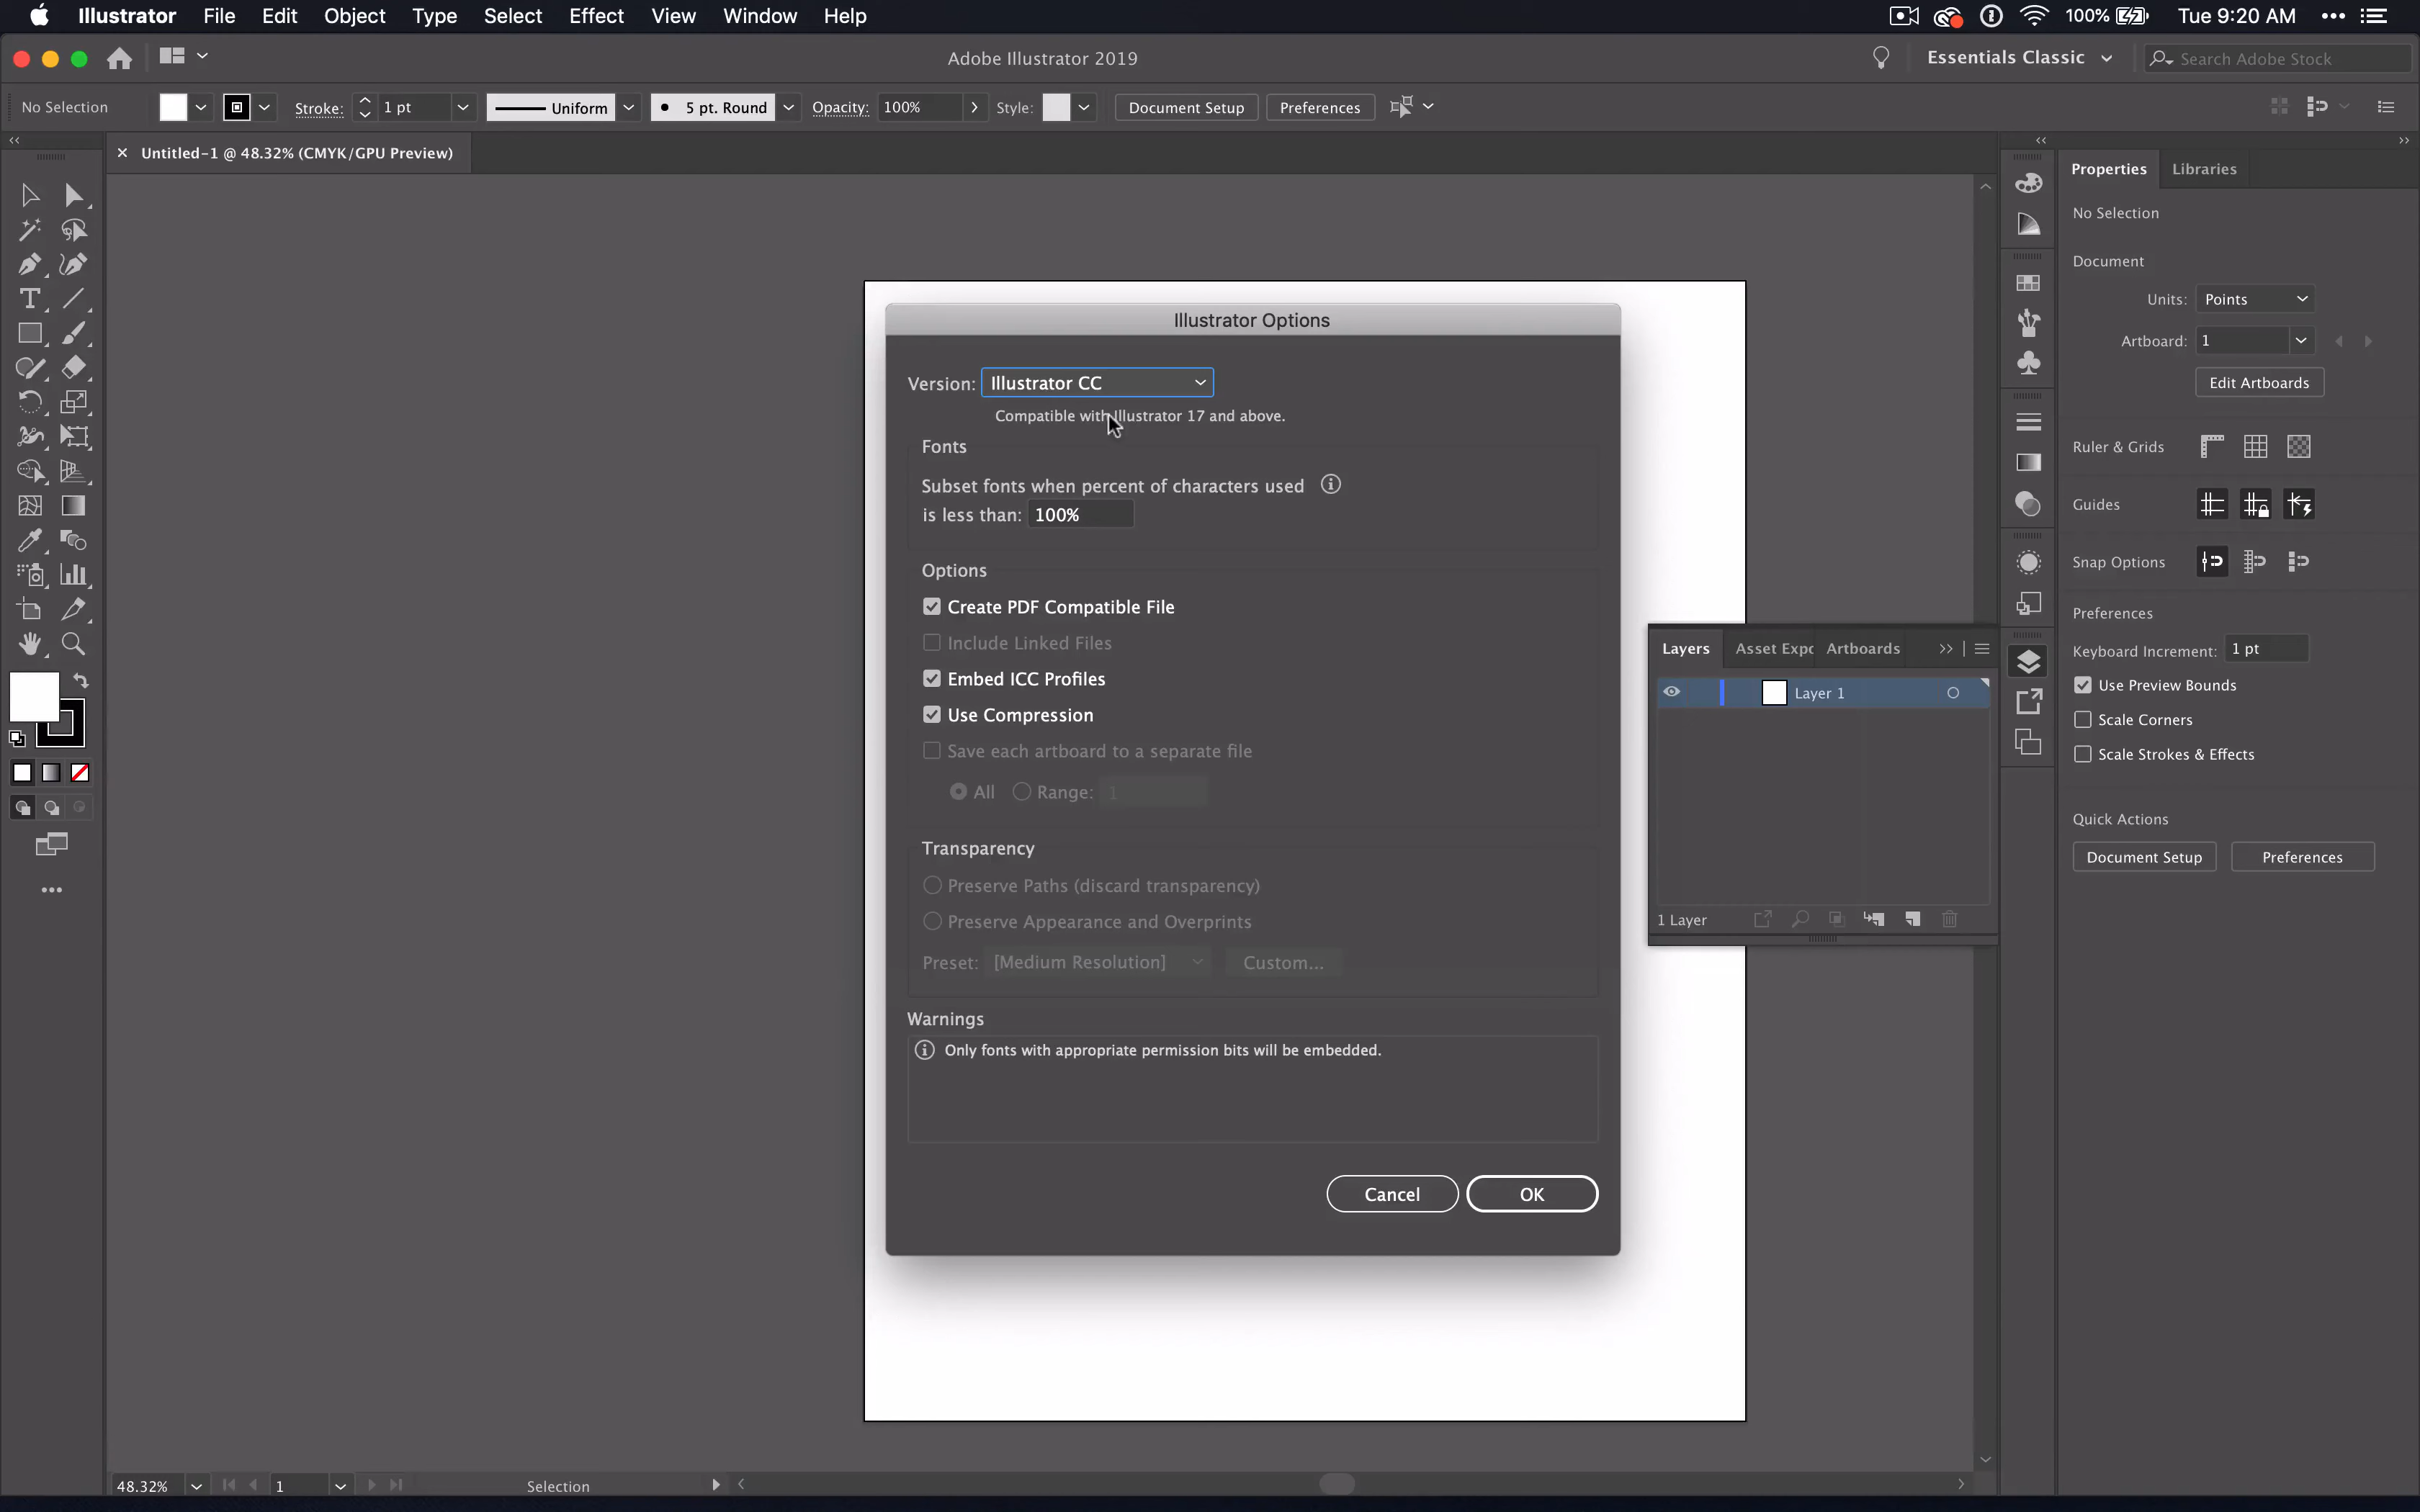 Illustrator File Edit Object Type Select Effect View Window Help 100% Tue 9:20 AM
Adobe Illustrator 2019 Essentials Classic Search Adobe Stock
No Selection Stroke: 1 pt Uniform 5 pt. Round Opacity: 100% Style: Document Setup Preferences
Untitled-1 @ 48.32% (CMYK/GPU Preview)
Illustrator Options
Version: Illustrator CC
Compatible with Illustrator 17 and above.
Fonts
Subset fonts when percent of characters used
is less than: 100%
Options
Create PDF Compatible File
Include Linked Files
Embed ICC Profiles
Use Compression
Save each artboard to a separate file
All Range: 1
Transparency
Preserve Paths (discard transparency)
Preserve Appearance and Overprints
Preset: [Medium Resolution] Custom...
Warnings
Only fonts with appropriate permission bits will be embedded.
Cancel OK
Layers Asset Expo Artboards
Layer 1
1 Layer
Properties Libraries
No Selection
Document
Units: Points
Artboard: 1
Edit Artboards
Ruler & Grids
Guides
Snap Options
Preferences
Keyboard Increment: 1 pt
Use Preview Bounds
Scale Corners
Scale Strokes & Effects
Quick Actions
Document Setup Preferences
48.32% 1 Selection